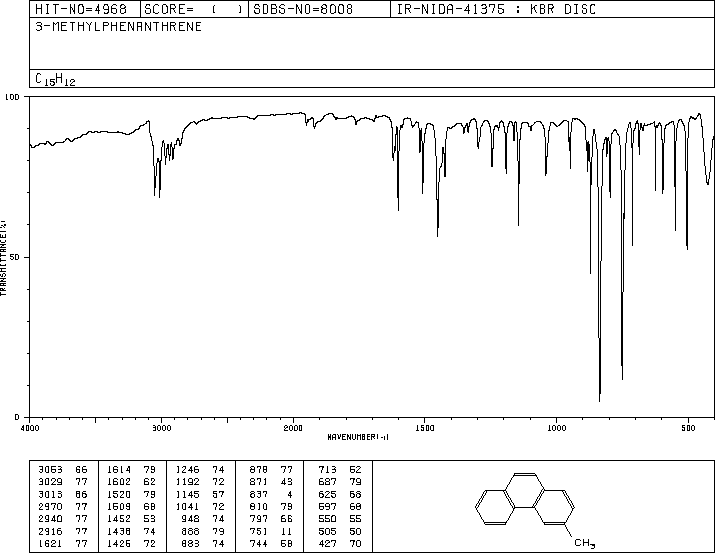 HIT-NO=4968 SCORE= ( ) SDBS-NO=8008 IR-NIDA-41375 : KBR DISC
3-METHYLPHENANTHRENE
C15H12
100
50
0
TRANSMITTANCE(%)
4000 3000 2000 1500 1000 500
WAVENUMBER(-1)
3053 66 1614 79 1246 74 878 77 713 52
3029 77 1602 62 1192 72 871 43 687 79
3013 66 1520 79 1145 57 837 4 625 68
2970 77 1509 68 1041 72 810 79 597 68
2940 77 1452 53 948 74 797 66 550 55
2916 77 1438 74 888 79 751 11 505 50
1621 77 1426 72 883 74 744 58 427 70
CH3